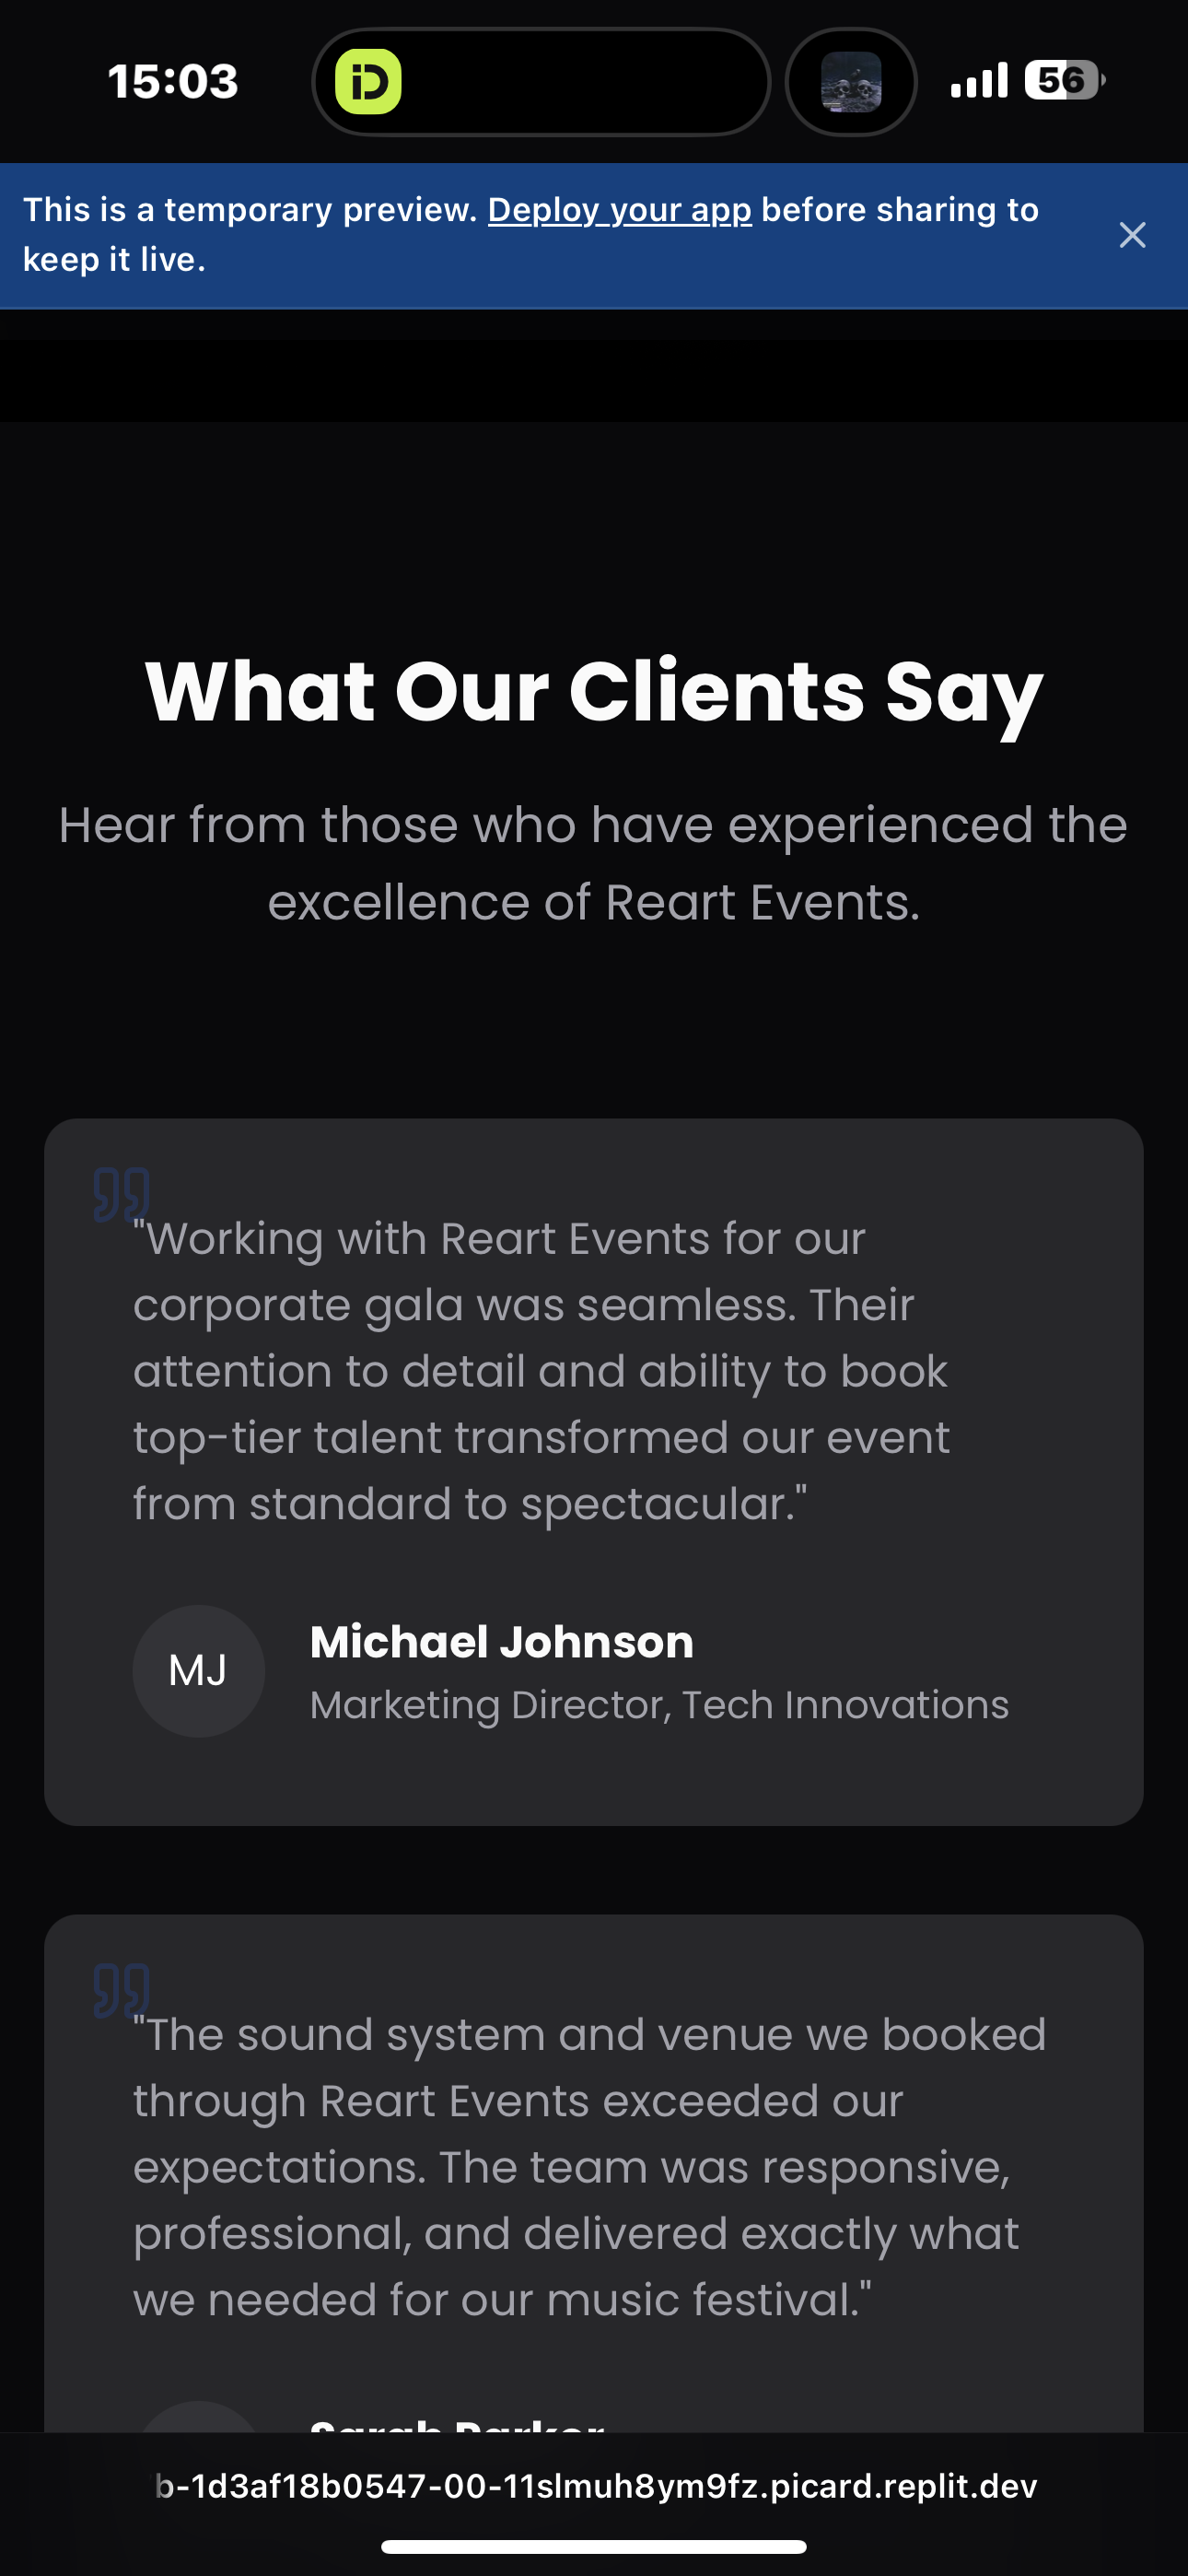 15:03
iD
56
This is a temporary preview. Deploy your app before sharing to
keep it live.
What Our Clients Say
Hear from those who have experienced the
excellence of Reart Events.
"Working with Reart Events for our
corporate gala was seamless. Their
attention to detail and ability to book
top-tier talent transformed our event
from standard to spectacular."
MJ
Michael Johnson
Marketing Director, Tech Innovations
"The sound system and venue we booked
through Reart Events exceeded our
expectations. The team was responsive,
professional, and delivered exactly what
we needed for our music festival."
Sarah Parker
b-1d3af18b0547-00-11slmuh8ym9fz.picard.replit.dev